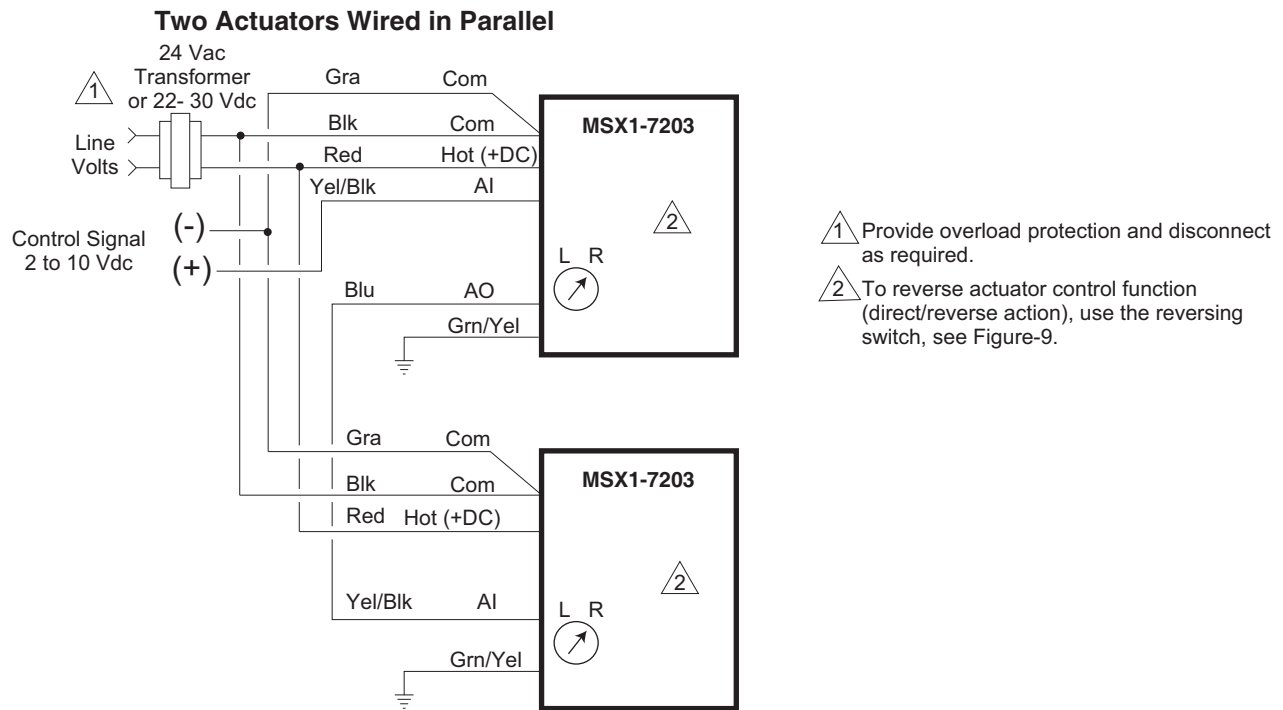 Two Actuators Wired in Parallel
24 Vac
Transformer
or 22- 30 Vdc
1
Line
Volts
Gra Com
Blk Com
Red Hot (+DC)
Yel/Blk AI
MSX1-7203
2
L R
Control Signal
2 to 10 Vdc
(-)
(+)
Blu AO
Grn/Yel
Gra Com
Blk Com
Red Hot (+DC)
Yel/Blk AI
Grn/Yel
MSX1-7203
2
L R
1 Provide overload protection and disconnect
as required.
2 To reverse actuator control function
(direct/reverse action), use the reversing
switch, see Figure-9.